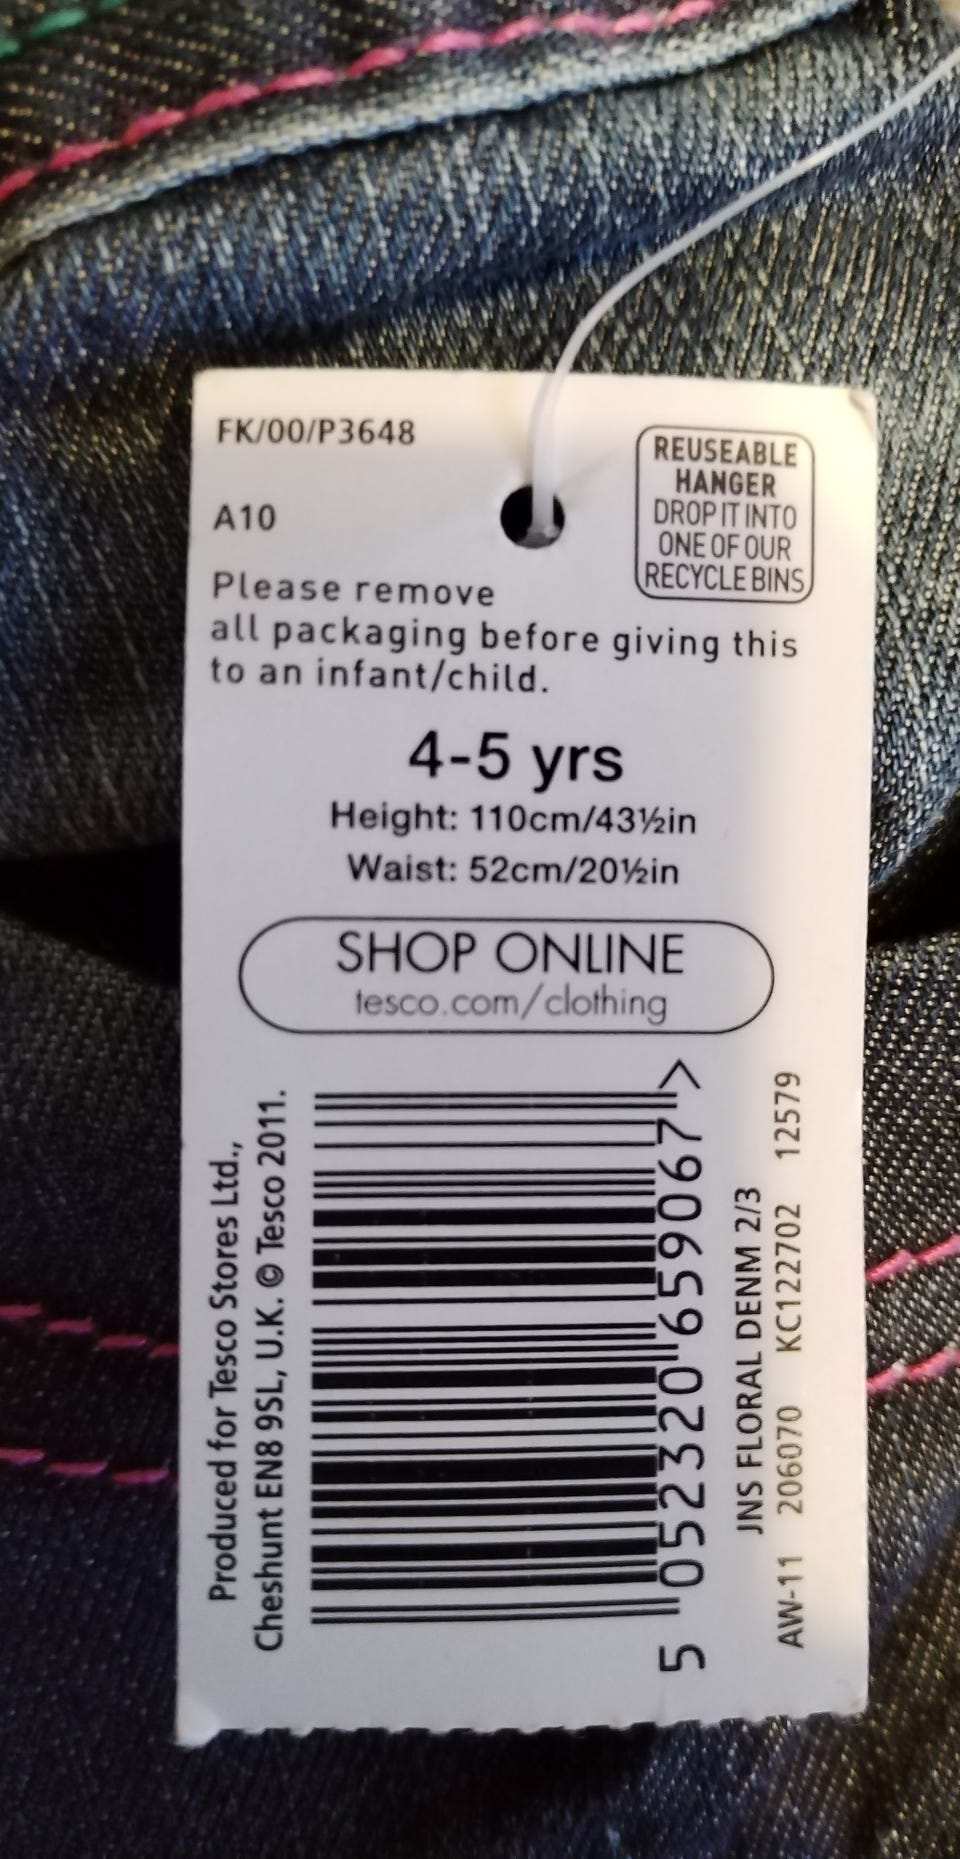 FK/00/P3648
A10
REUSEABLE
HANGER
DROP IT INTO
ONE OF OUR
RECYCLE BINS
Please remove
all packaging before giving this
to an infant/child.
4-5 yrs
Height: 110cm/43½in
Waist: 52cm/20½in
SHOP ONLINE
tesco.com/clothing
Produced for Tesco Stores Ltd.,
Cheshunt EN8 9SL, U.K. © Tesco 2011.
5 052320 659067 >
JNS FLORAL DENM 2/3
AW-11 206070 KC122702 12579